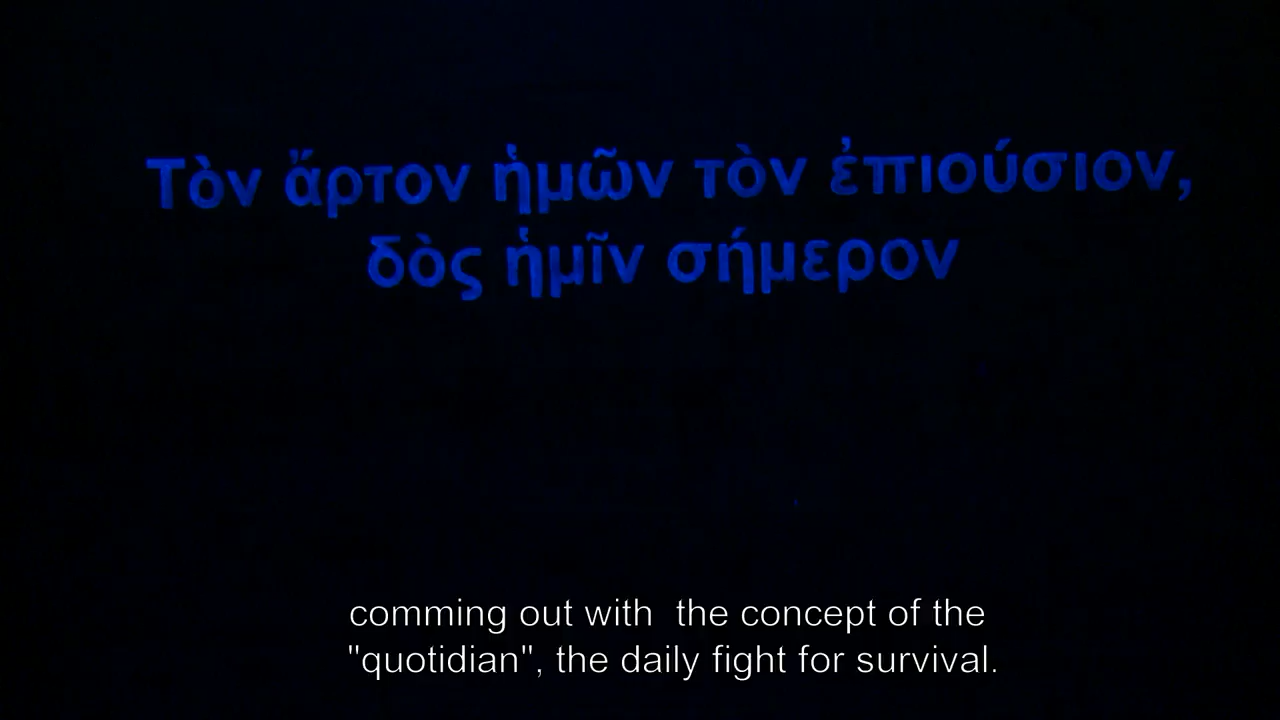 Τὸν ἄρτον ἡμῶν τὸν ἐπιούσιον,
δὸς ἡμῖν σήμερον
comming out with  the concept of the
"quotidian", the daily fight for survival.